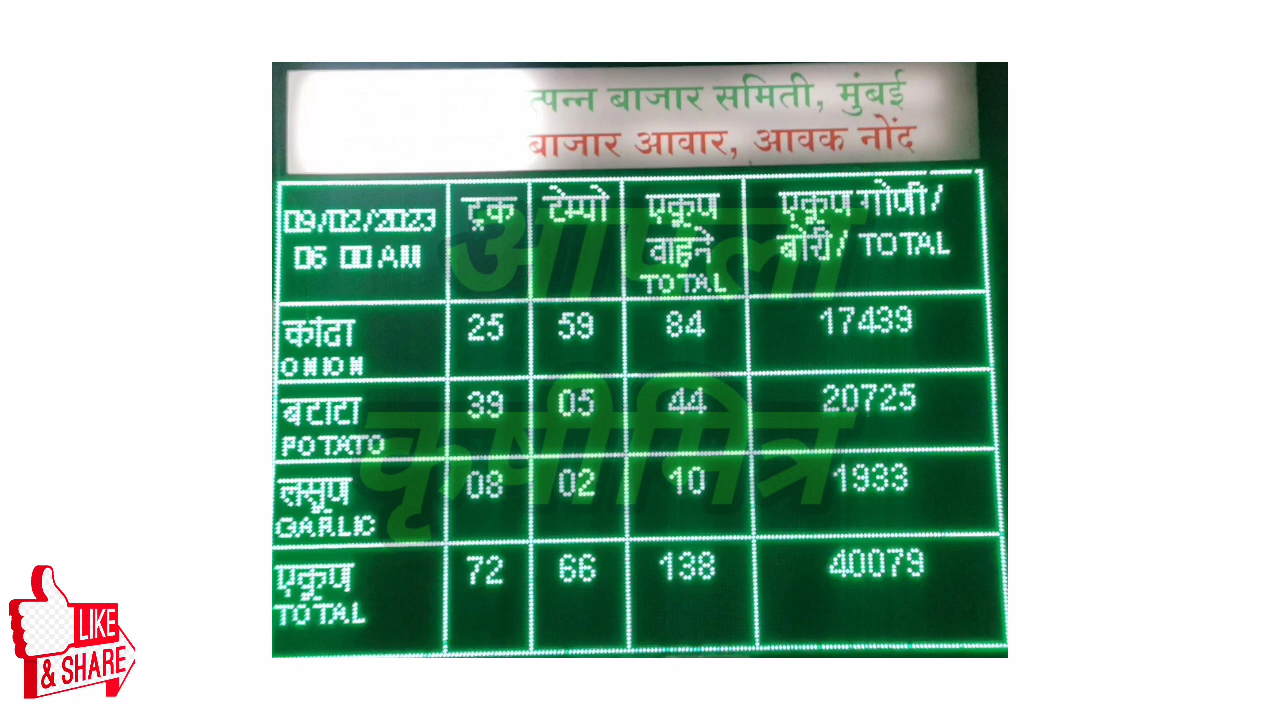 त्पन्न बाजार समिती, मुंबई
बाजार आवार, आवक नोंद
09/02/2023 ट्रक टेम्पो एकूण एकूण गोणी/
06 00 AM वाहने बोरी/ TOTAL
TOTAL
कांदा 25 59 84 17439
ONION
बटाटा 39 05 44 20725
POTATO
लसूण 08 02 10 1933
GARLIC
एकूण 72 66 138 40079
TOTAL
आपला
कृषीमित्र
LIKE
& SHARE